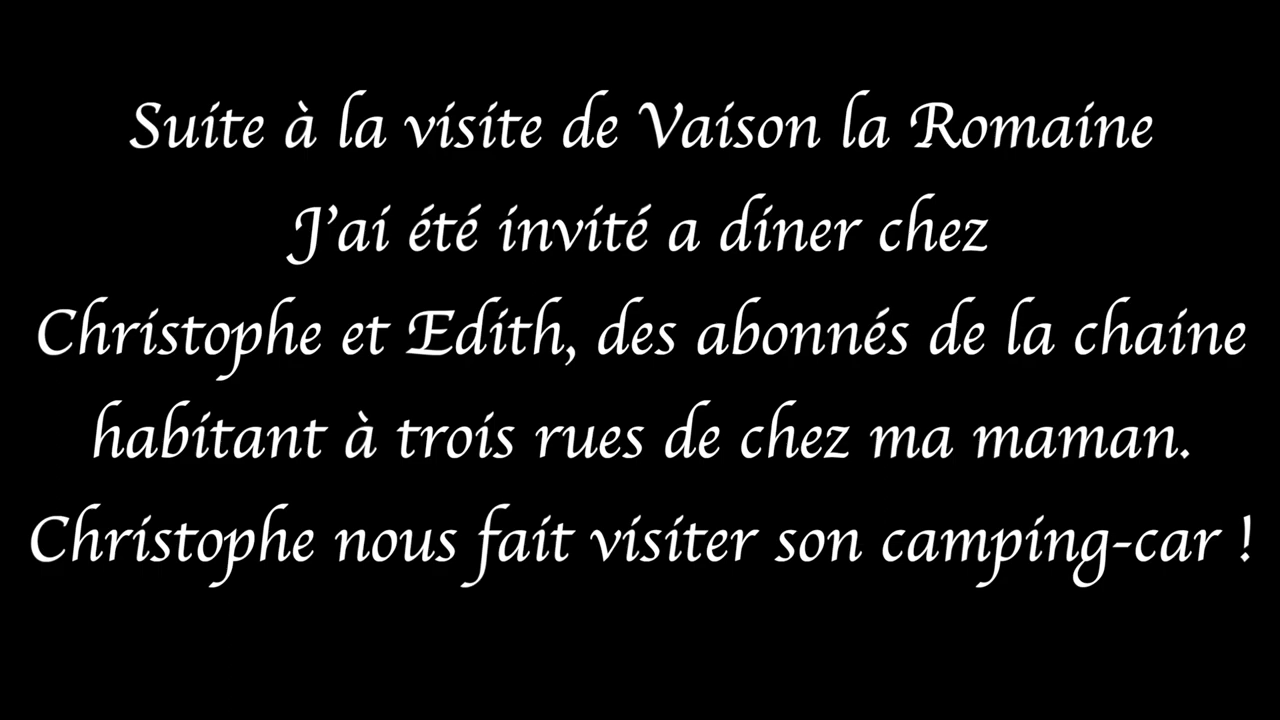 Suite à la visite de Vaison la Romaine
J'ai été invité a diner chez
Christophe et Edith, des abonnés de la chaine
habitant à trois rues de chez ma maman.
Christophe nous fait visiter son camping-car !